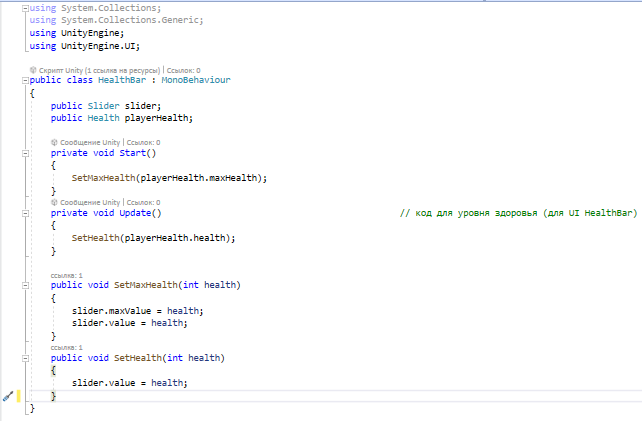 using System.Collections;
using System.Collections.Generic;
using UnityEngine;
using UnityEngine.UI;
Скрипт Unity (1 ссылка на ресурсы) | Ссылок: 0
public class HealthBar : MonoBehaviour
{
public Slider slider;
public Health playerHealth;
Сообщение Unity | Ссылок: 0
private void Start()
{
SetMaxHealth(playerHealth.maxHealth);
}
Сообщение Unity | Ссылок: 0
private void Update() // код для уровня здоровья (для UI HealthBar)
{
SetHealth(playerHealth.health);
}
ссылка: 1
public void SetMaxHealth(int health)
{
slider.maxValue = health;
slider.value = health;
}
ссылка: 1
public void SetHealth(int health)
{
slider.value = health;
}
}